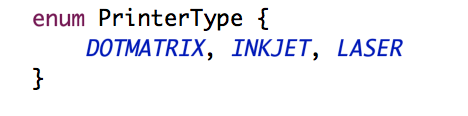 enum PrinterType {
    DOTMATRIX, INKJET, LASER
}